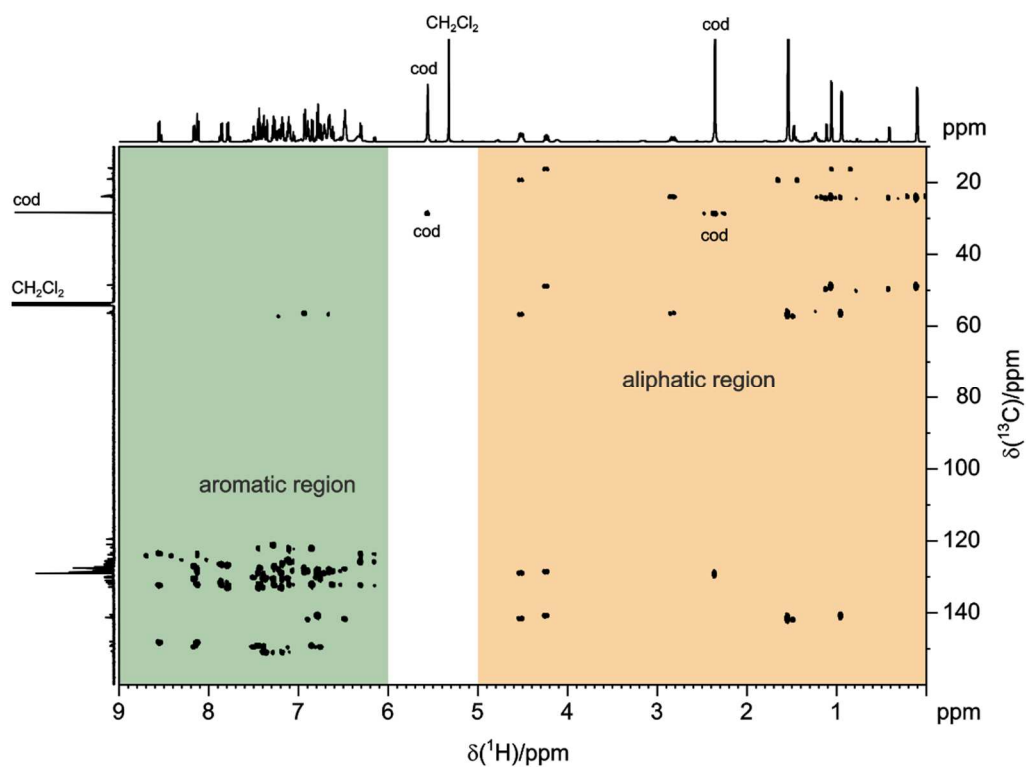 CH₂Cl₂
cod
cod
ppm
cod
20
cod
cod
40
CH₂Cl₂
60
aliphatic region
80
100
aromatic region
120
140
δ(¹³C)/ppm
9 8 7 6 5 4 3 2 1 ppm
δ(¹H)/ppm